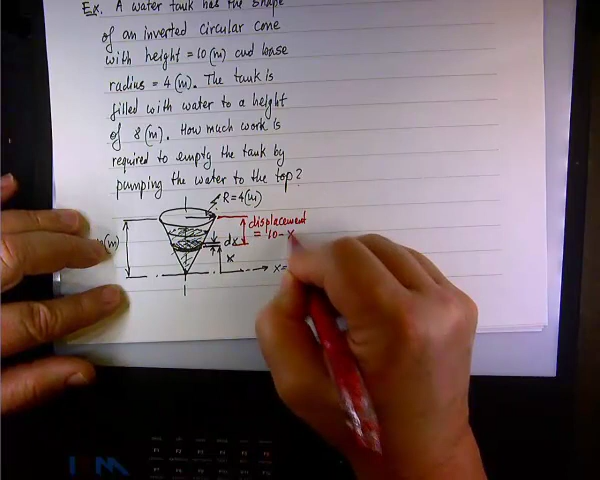 Ex. A water tank has the shape
of an inverted circular cone
with height = 10 (m) and base
radius = 4 (m). The tank is
filled with water to a height
of 8 (m). How much work is
required to empty the tank by
pumping the water to the top?
R = 4(m)
displacement
= 10 - x
(m)
dx
x
x =